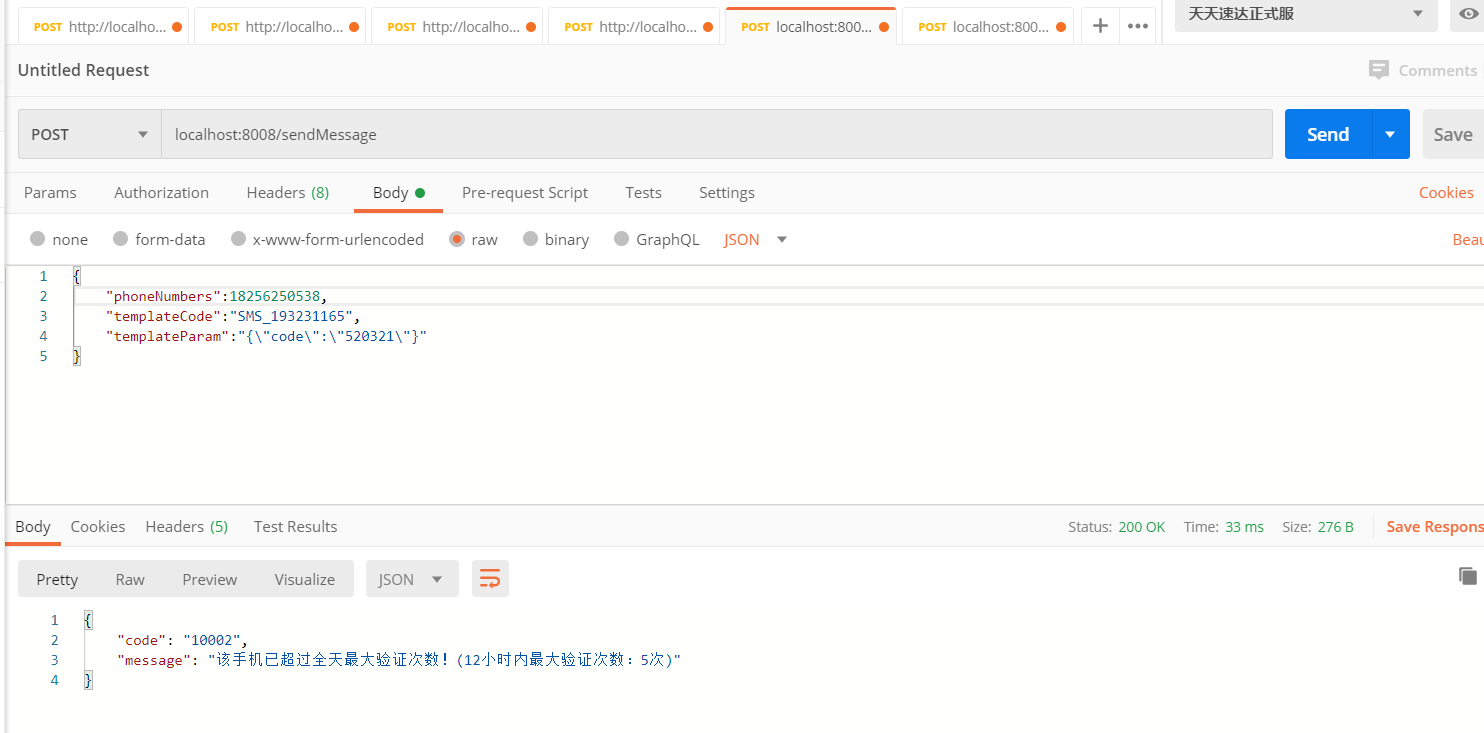 POST http://localho... POST http://localho... POST http://localho... POST http://localho... POST localhost:800... POST localhost:800... + ••• 天天速达正式服
Untitled Request Comments
POST localhost:8008/sendMessage Send Save
Params Authorization Headers (8) Body Pre-request Script Tests Settings Cookies
none form-data x-www-form-urlencoded raw binary GraphQL JSON Beau
1 {
2 "phoneNumbers":18256250538,
3 "templateCode":"SMS_193231165",
4 "templateParam":"{\"code\":\"520321\"}"
5 }
Body Cookies Headers (5) Test Results Status: 200 OK Time: 33 ms Size: 276 B Save Respons
Pretty Raw Preview Visualize JSON
1 {
2 "code": "10002",
3 "message": "该手机已超过全天最大验证次数！(12小时内最大验证次数：5次)"
4 }